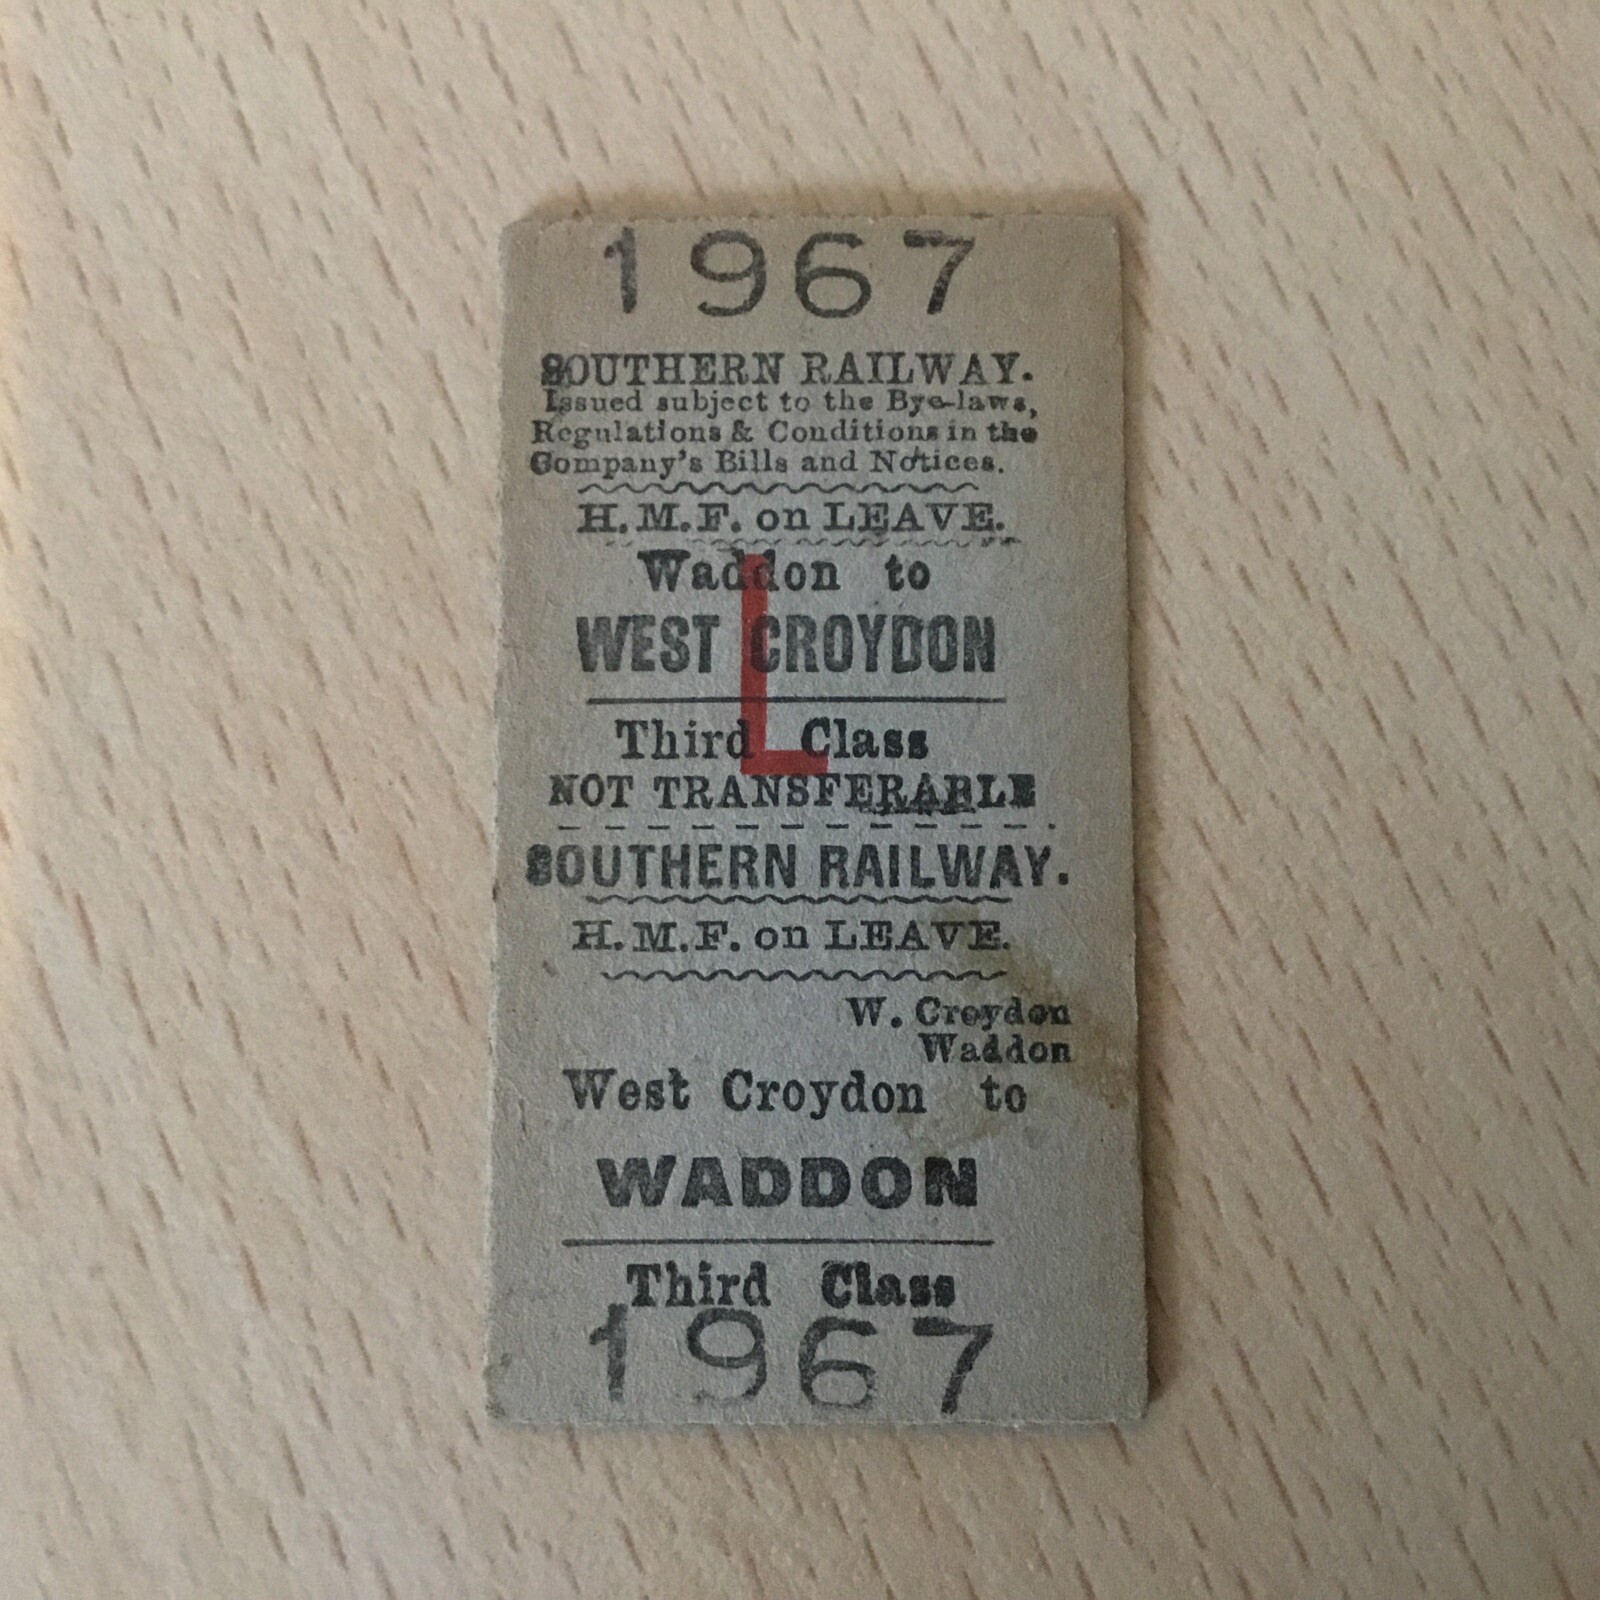 1967
SOUTHERN RAILWAY.
Issued subject to the Bye-laws,
Regulations & Conditions in the
Company's Bills and Notices.
H.M.F. on LEAVE.
Waddon to
WEST CROYDON
L
Third Class
NOT TRANSFERABLE
SOUTHERN RAILWAY.
H.M.F. on LEAVE.
W. Croydon
Waddon
West Croydon to
WADDON
Third Class
1967